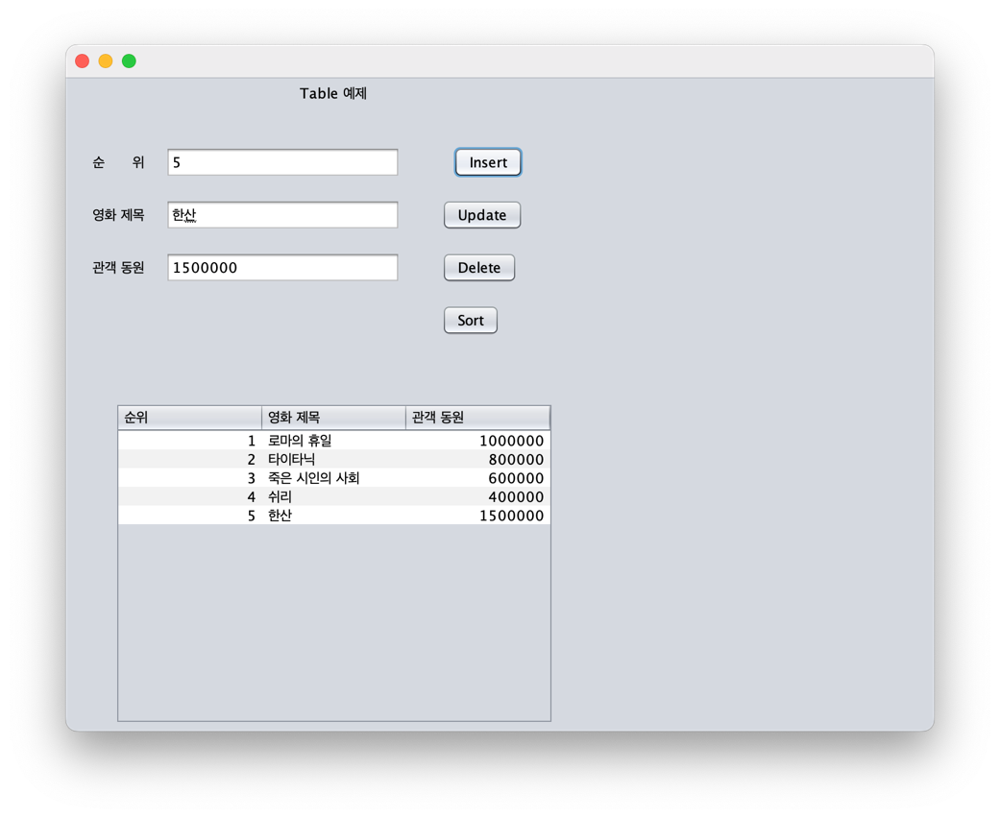 Table 예제
순 위 5 Insert
영화 제목 한산 Update
관객 동원 1500000 Delete
Sort
순위 영화 제목 관객 동원
1 로마의 휴일 1000000
2 타이타닉 800000
3 죽은 시인의 사회 600000
4 쉬리 400000
5 한산 1500000